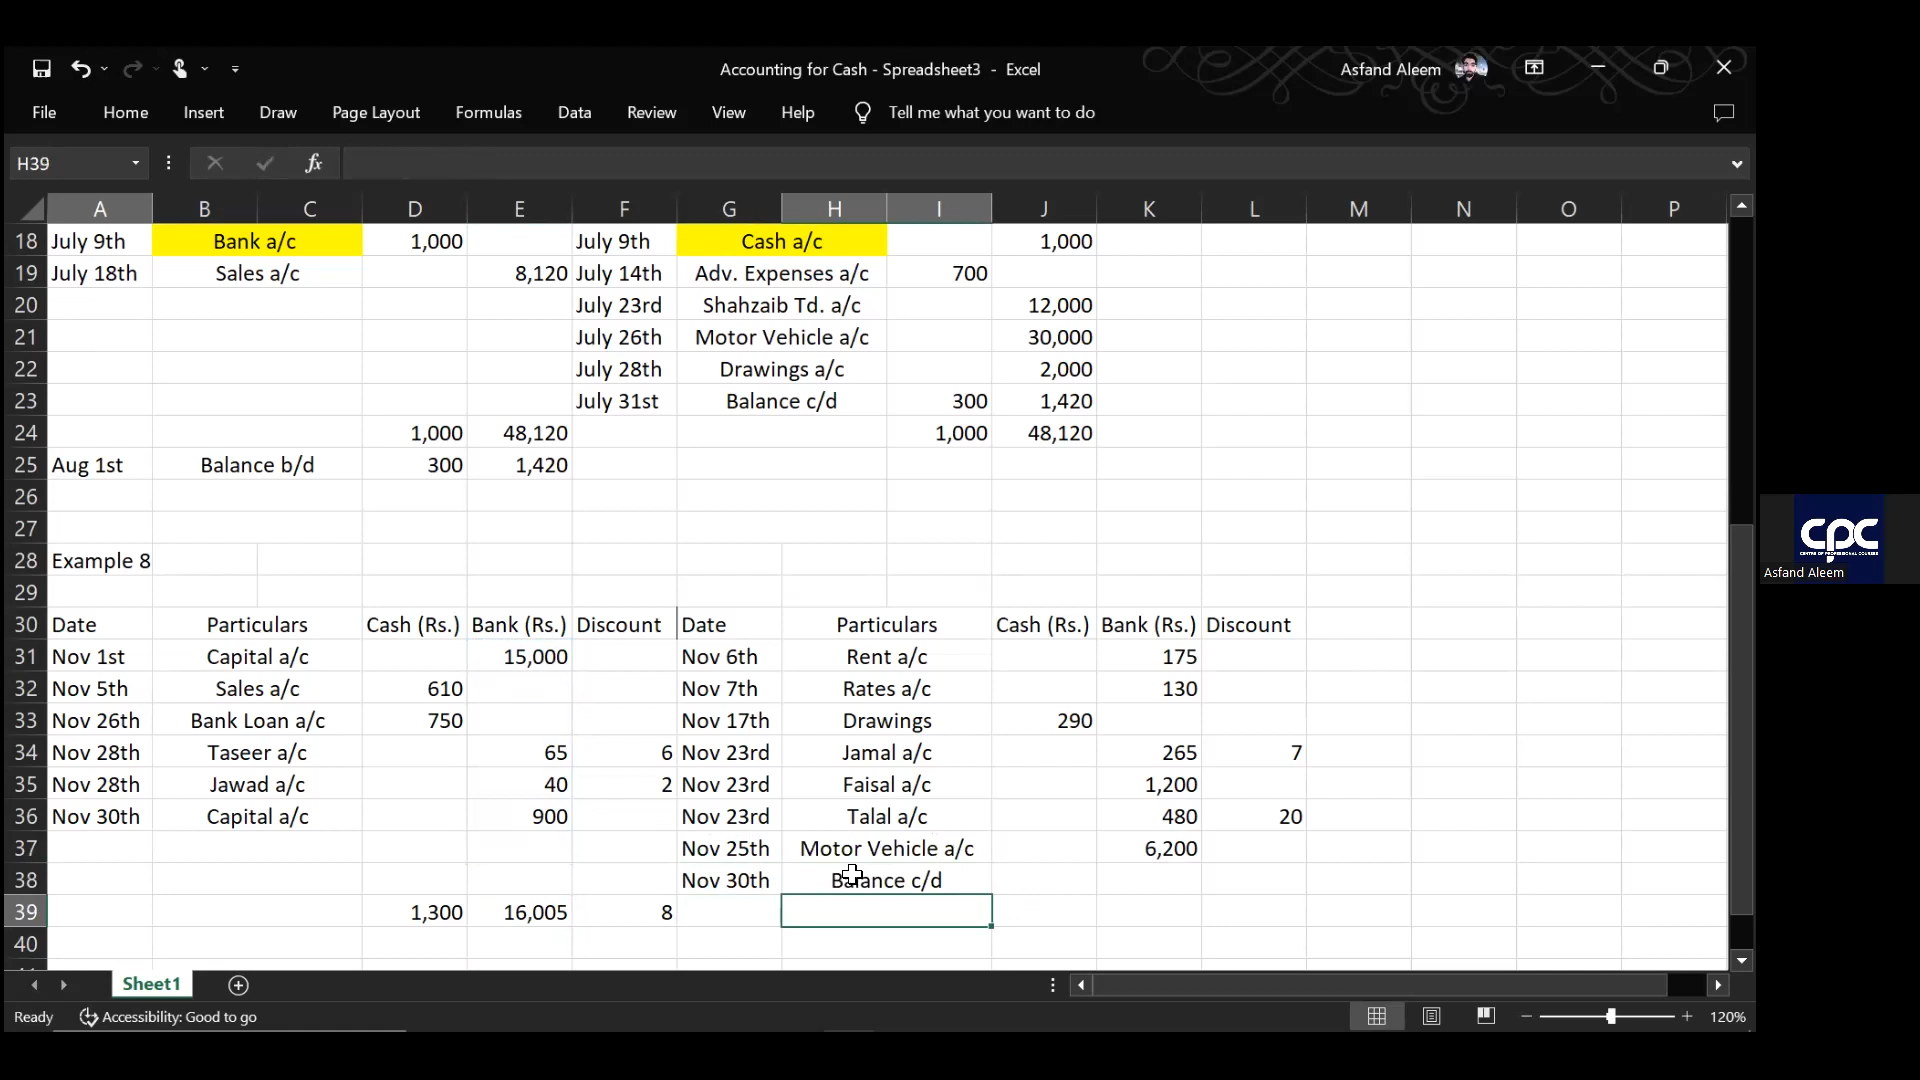 Accounting for Cash - Spreadsheet3 - Excel
Asfand Aleem
File Home Insert Draw Page Layout Formulas Data Review View Help Tell me what you want to do
H39 fx
A B C D E F G H I J K L M N O P
18 July 9th Bank a/c 1,000 July 9th Cash a/c 1,000
19 July 18th Sales a/c 8,120 July 14th Adv. Expenses a/c 700
20 July 23rd Shahzaib Td. a/c 12,000
21 July 26th Motor Vehicle a/c 30,000
22 July 28th Drawings a/c 2,000
23 July 31st Balance c/d 300 1,420
24 1,000 48,120 1,000 48,120
25 Aug 1st Balance b/d 300 1,420
26
27
28 Example 8
29
30 Date Particulars Cash (Rs.) Bank (Rs.) Discount Date Particulars Cash (Rs.) Bank (Rs.) Discount
31 Nov 1st Capital a/c 15,000 Nov 6th Rent a/c 175
32 Nov 5th Sales a/c 610 Nov 7th Rates a/c 130
33 Nov 26th Bank Loan a/c 750 Nov 17th Drawings 290
34 Nov 28th Taseer a/c 65 6 Nov 23rd Jamal a/c 265 7
35 Nov 28th Jawad a/c 40 2 Nov 23rd Faisal a/c 1,200
36 Nov 30th Capital a/c 900 Nov 23rd Talal a/c 480 20
37 Nov 25th Motor Vehicle a/c 6,200
38 Nov 30th Balance c/d
39 1,300 16,005 8
40
Sheet1
Ready Accessibility: Good to go 120%
cpc
Asfand Aleem